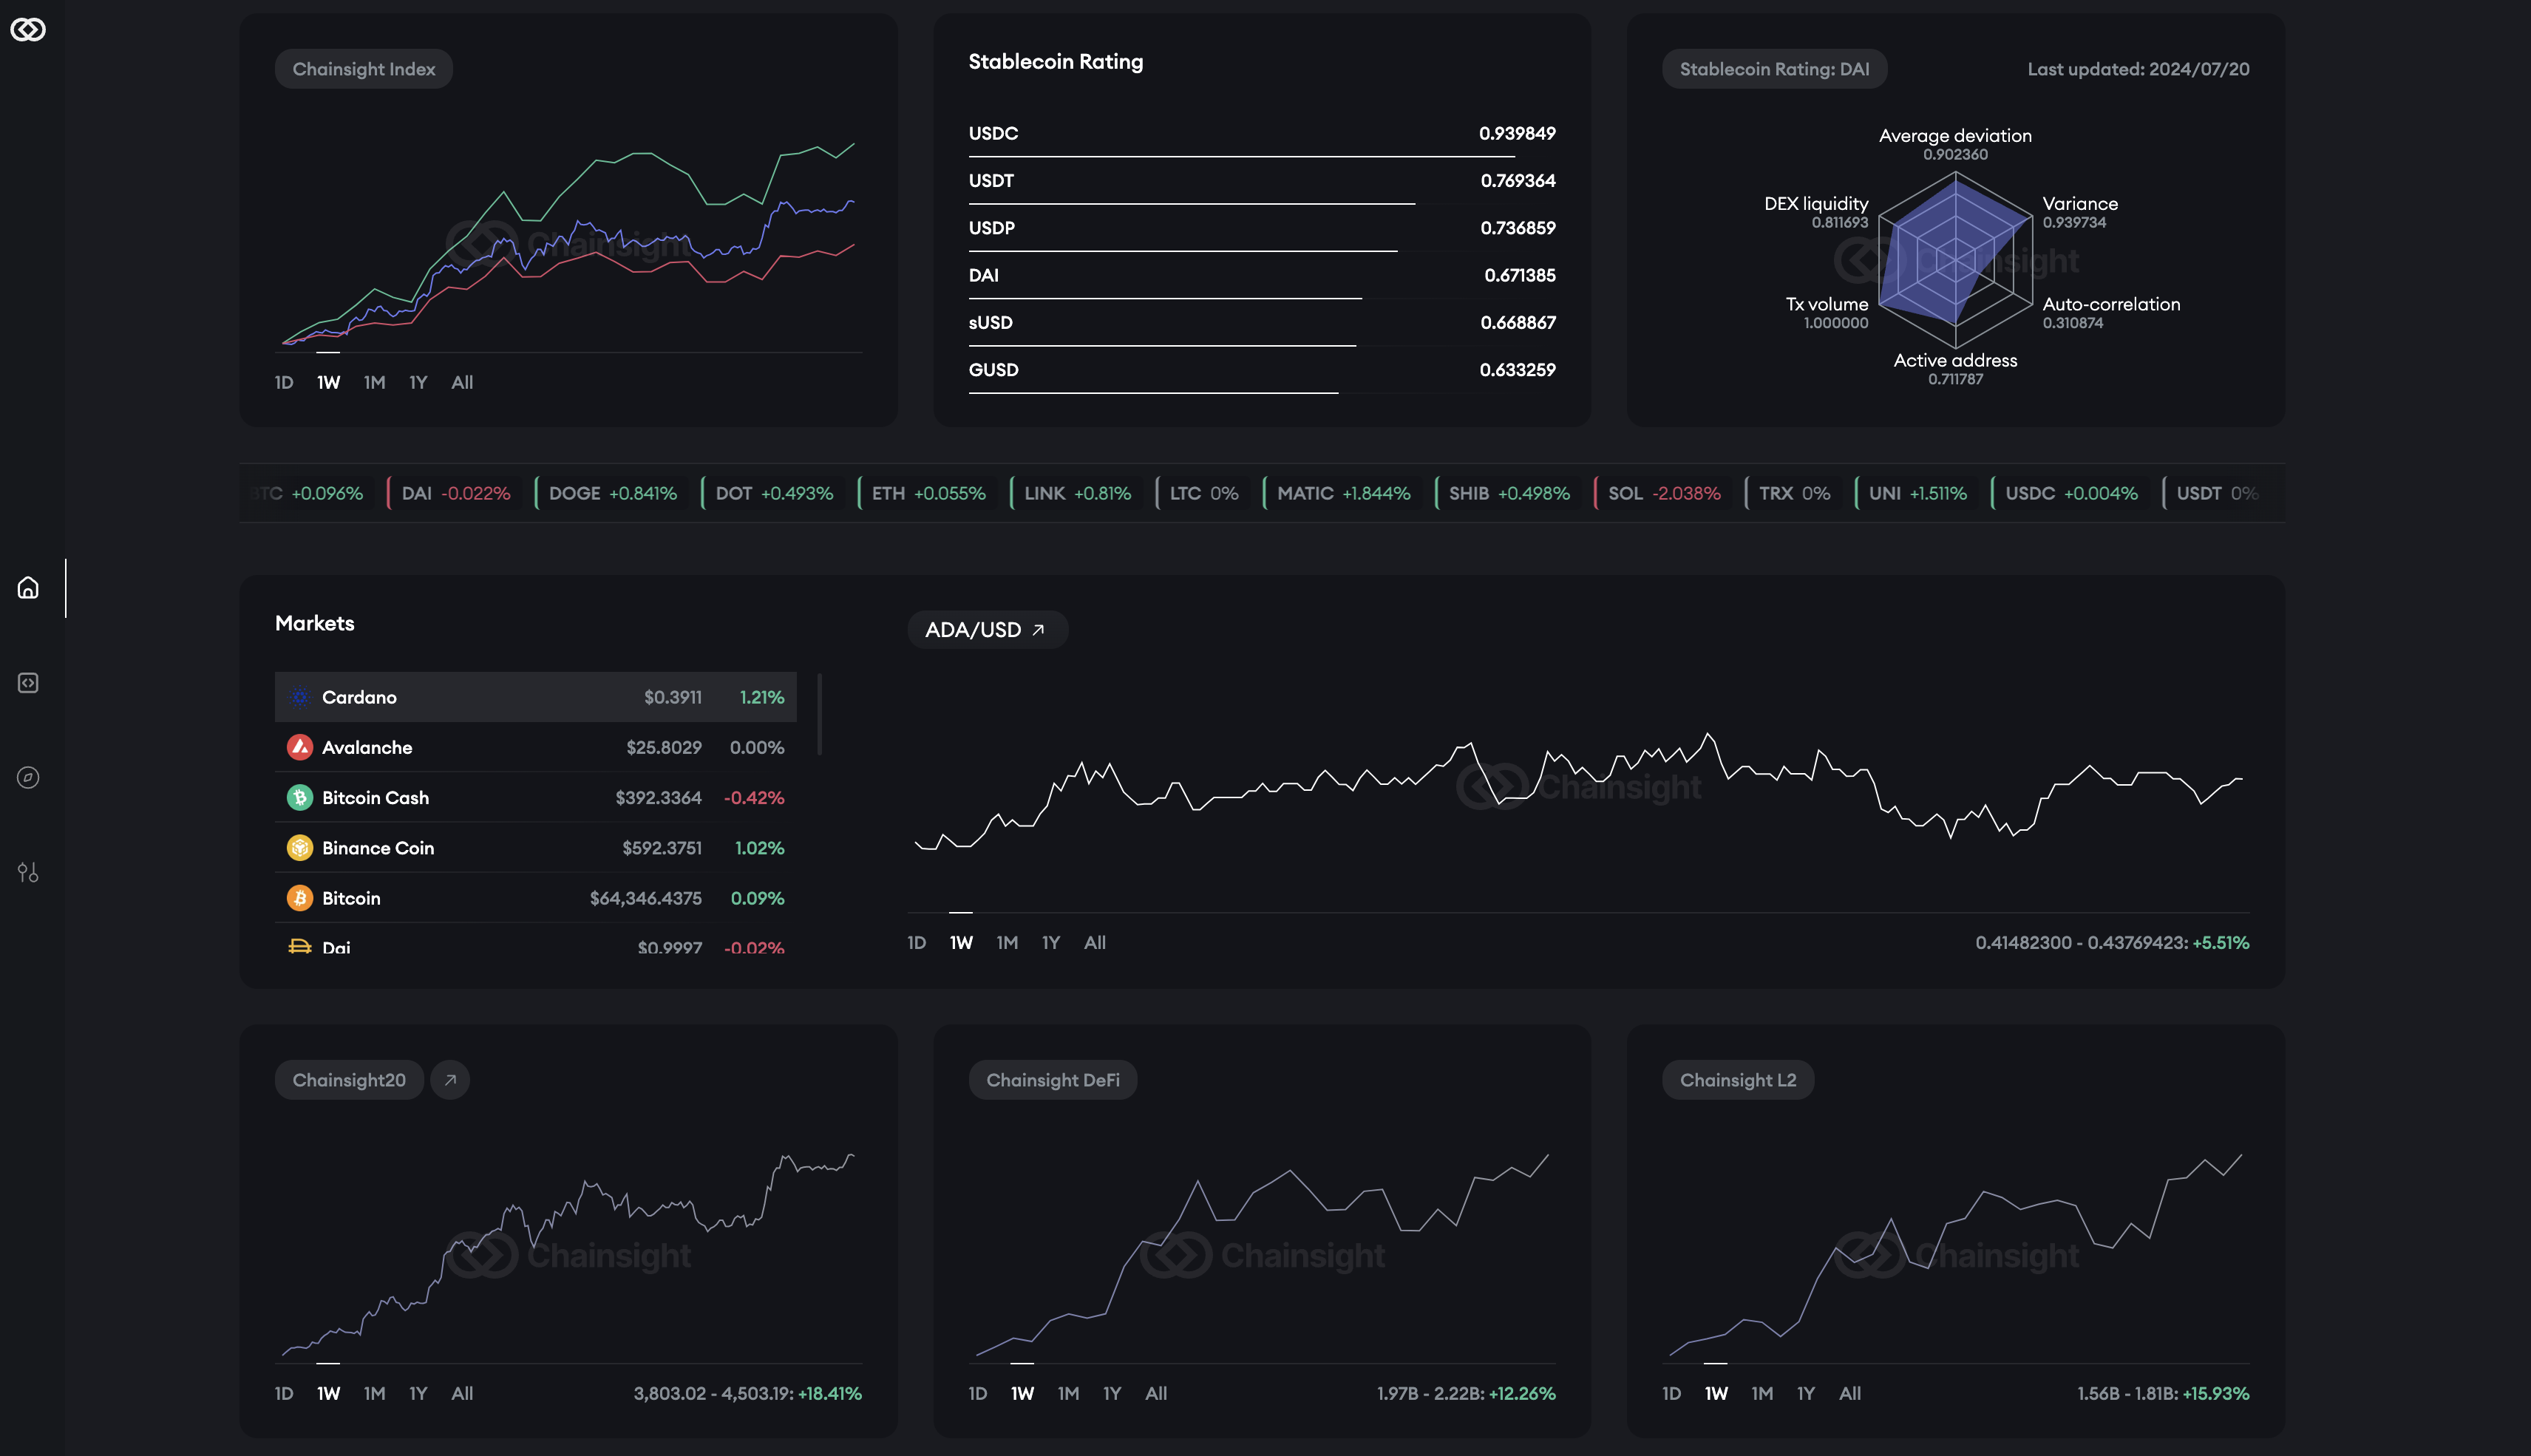 Chainsight Index
Chainsight
1D 1W 1M 1Y All
Stablecoin Rating
USDC 0.939849
USDT 0.769364
USDP 0.736859
DAI 0.671385
sUSD 0.668867
GUSD 0.633259
Stablecoin Rating: DAI Last updated: 2024/07/20
Average deviation
0.902360
DEX liquidity
0.811693
Variance
0.939734
Tx volume
1.000000
Auto-correlation
0.310874
Active address
0.711787
BTC +0.096% DAI -0.022% DOGE +0.841% DOT +0.493% ETH +0.055% LINK +0.81% LTC 0% MATIC +1.844% SHIB +0.498% SOL -2.038% TRX 0% UNI +1.511% USDC +0.004% USDT 0%
Markets
Cardano $0.3911 1.21%
Avalanche $25.8029 0.00%
Bitcoin Cash $392.3364 -0.42%
Binance Coin $592.3751 1.02%
Bitcoin $64,346.4375 0.09%
Dai $0.9997 -0.02%
ADA/USD
Chainsight
1D 1W 1M 1Y All 0.41482300 - 0.43769423: +5.51%
Chainsight20
Chainsight
1D 1W 1M 1Y All 3,803.02 - 4,503.19: +18.41%
Chainsight DeFi
Chainsight
1D 1W 1M 1Y All 1.97B - 2.22B: +12.26%
Chainsight L2
Chainsight
1D 1W 1M 1Y All 1.56B - 1.81B: +15.93%